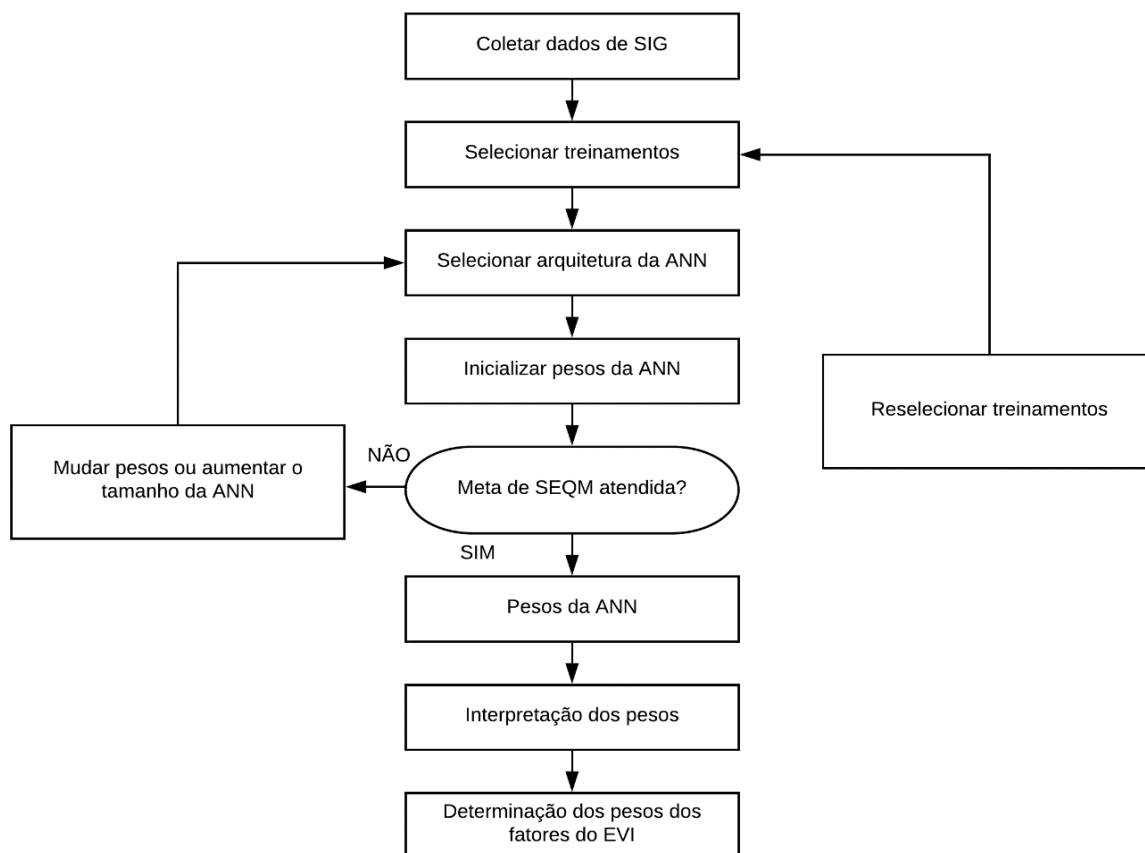 Coletar dados de SIG
Selecionar treinamentos
Selecionar arquitetura da ANN
Inicializar pesos da ANN
Reselecionar treinamentos
Mudar pesos ou aumentar o
tamanho da ANN
NÃO
Meta de SEQM atendida?
SIM
Pesos da ANN
Interpretação dos pesos
Determinação dos pesos dos
fatores do EVI